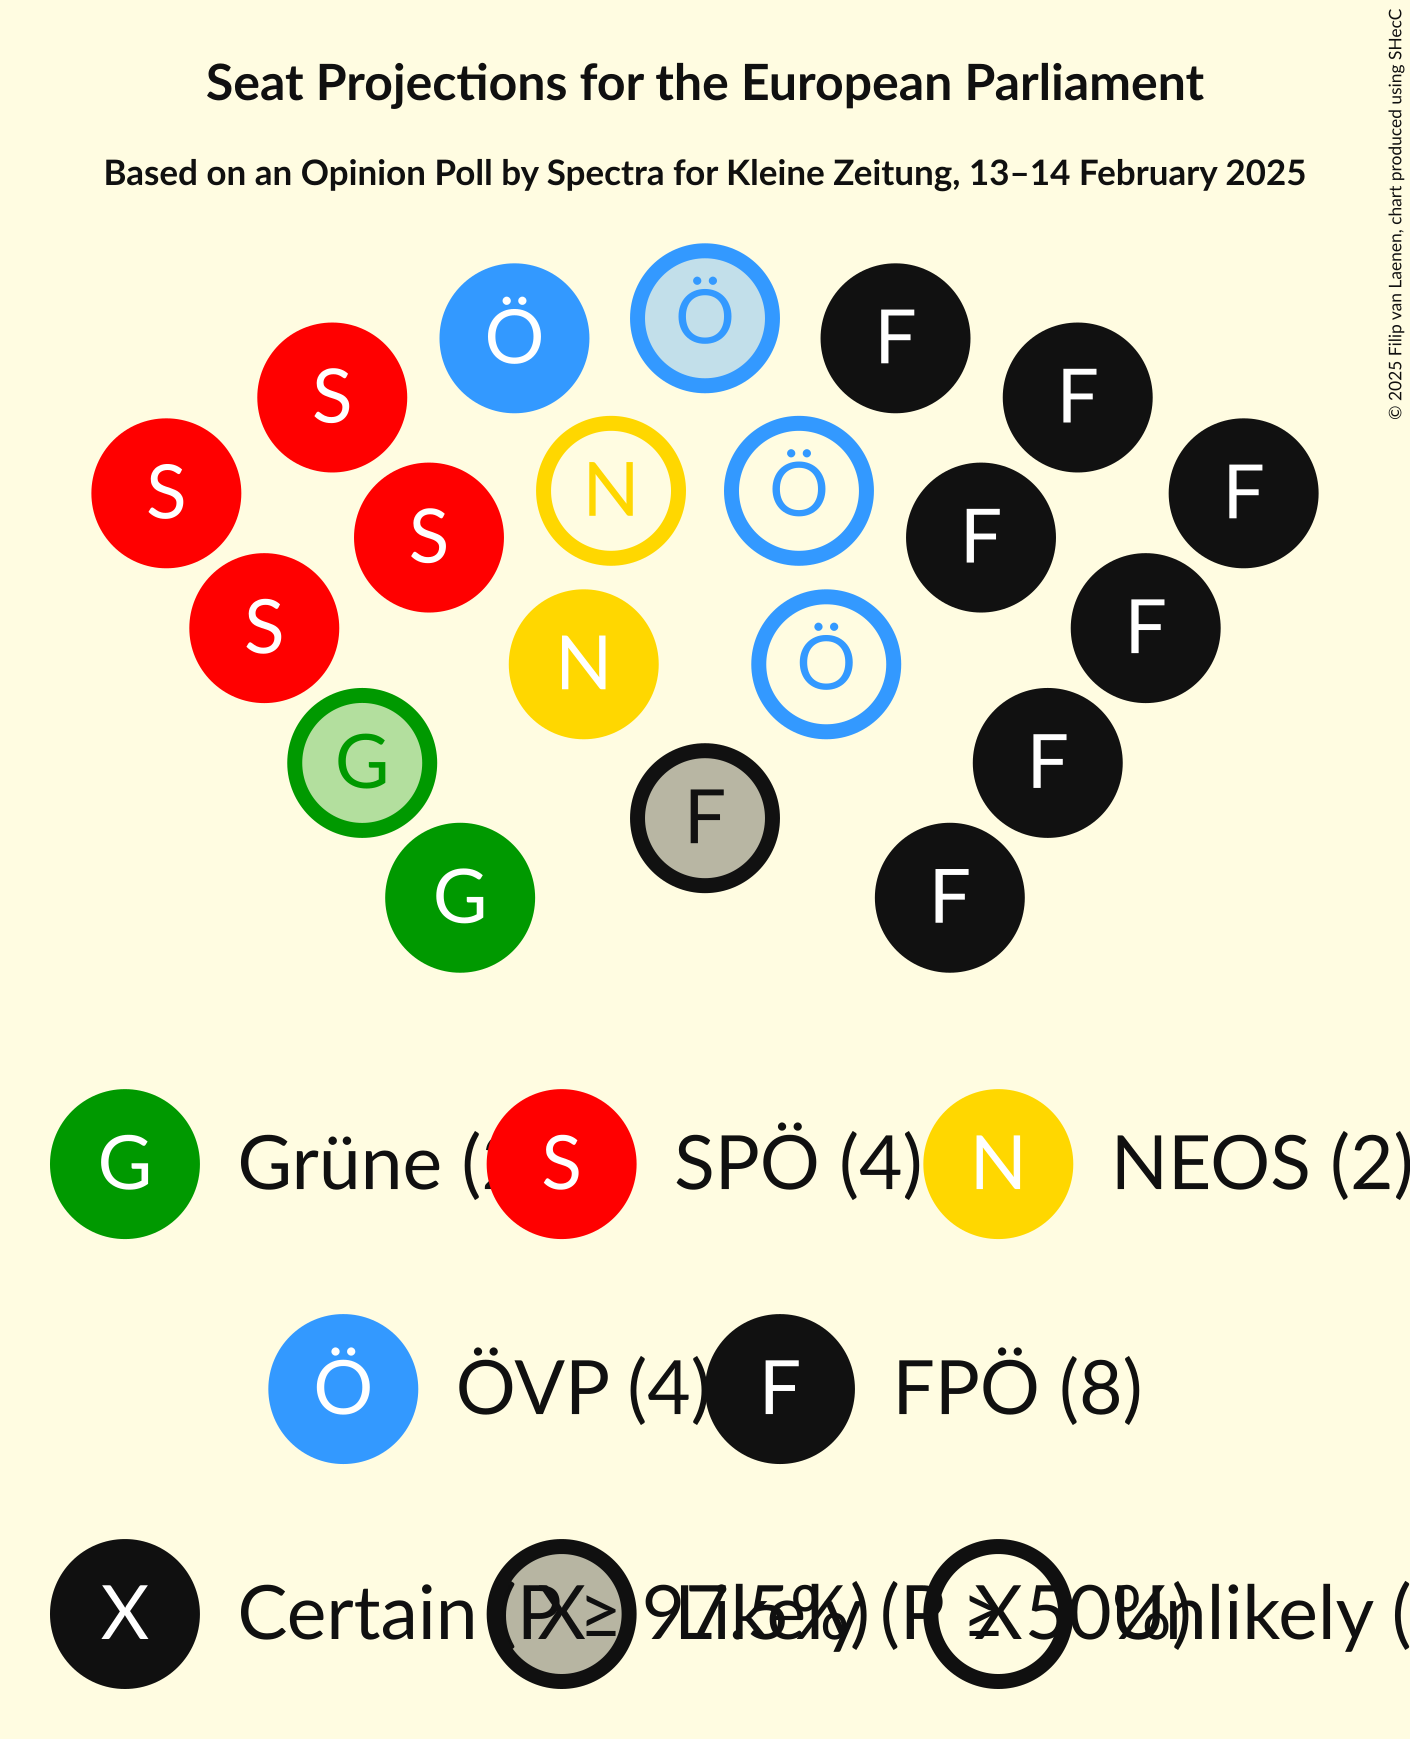 Seat Projections for the European Parliament
Based on an Opinion Poll by Spectra for Kleine Zeitung, 13–14 February 2025
© 2025 Filip van Laenen, chart produced using SHecC
Ö
Ö F
S F
S N Ö F
S F
S F
N Ö
G F
F
G F
G Grüne ( S SPÖ (4) N NEOS (2)
Ö ÖVP (4) F FPÖ (8)
X Certain (P ≥ 97.5%) X Likely (P ≥ 50%) X Unlikely (